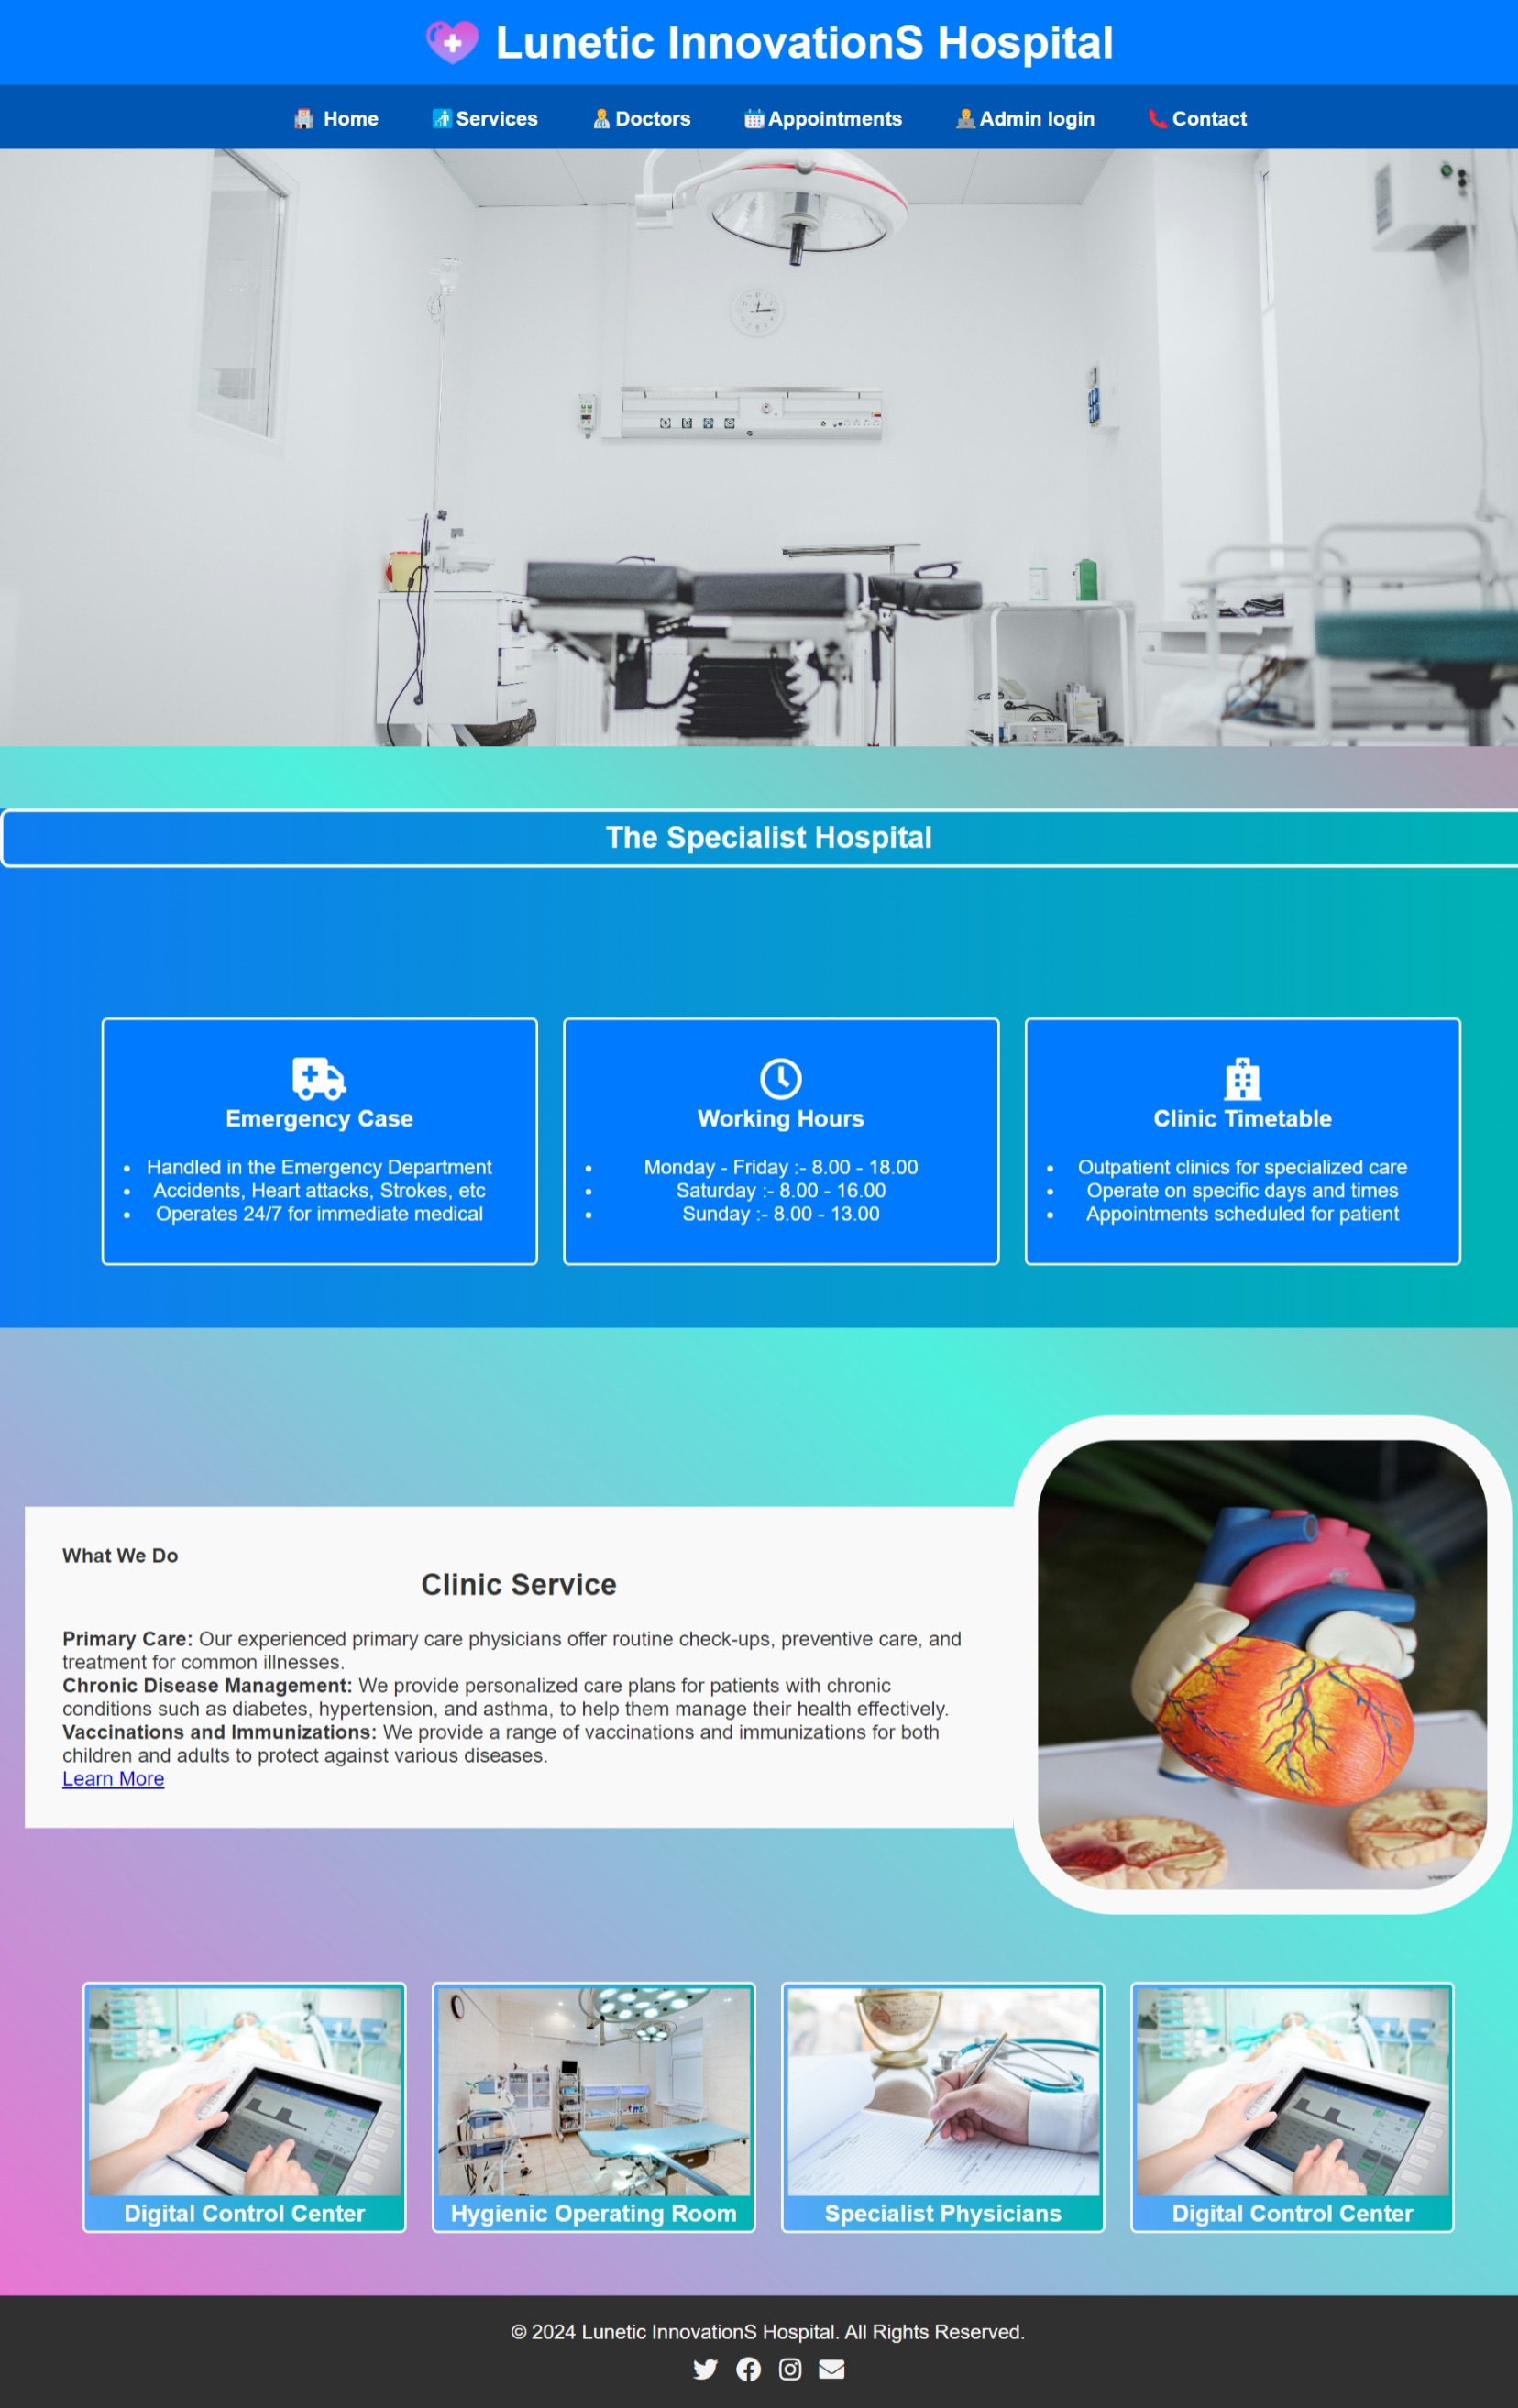 Lunetic InnovationS Hospital
Home Services Doctors Appointments Admin login Contact
The Specialist Hospital
Emergency Case
• Handled in the Emergency Department
• Accidents, Heart attacks, Strokes, etc
• Operates 24/7 for immediate medical
Working Hours
• Monday - Friday :- 8.00 - 18.00
• Saturday :- 8.00 - 16.00
• Sunday :- 8.00 - 13.00
Clinic Timetable
• Outpatient clinics for specialized care
• Operate on specific days and times
• Appointments scheduled for patient
What We Do
Clinic Service
Primary Care: Our experienced primary care physicians offer routine check-ups, preventive care, and
treatment for common illnesses.
Chronic Disease Management: We provide personalized care plans for patients with chronic
conditions such as diabetes, hypertension, and asthma, to help them manage their health effectively.
Vaccinations and Immunizations: We provide a range of vaccinations and immunizations for both
children and adults to protect against various diseases.
Learn More
Digital Control Center
Hygienic Operating Room
Specialist Physicians
Digital Control Center
© 2024 Lunetic InnovationS Hospital. All Rights Reserved.